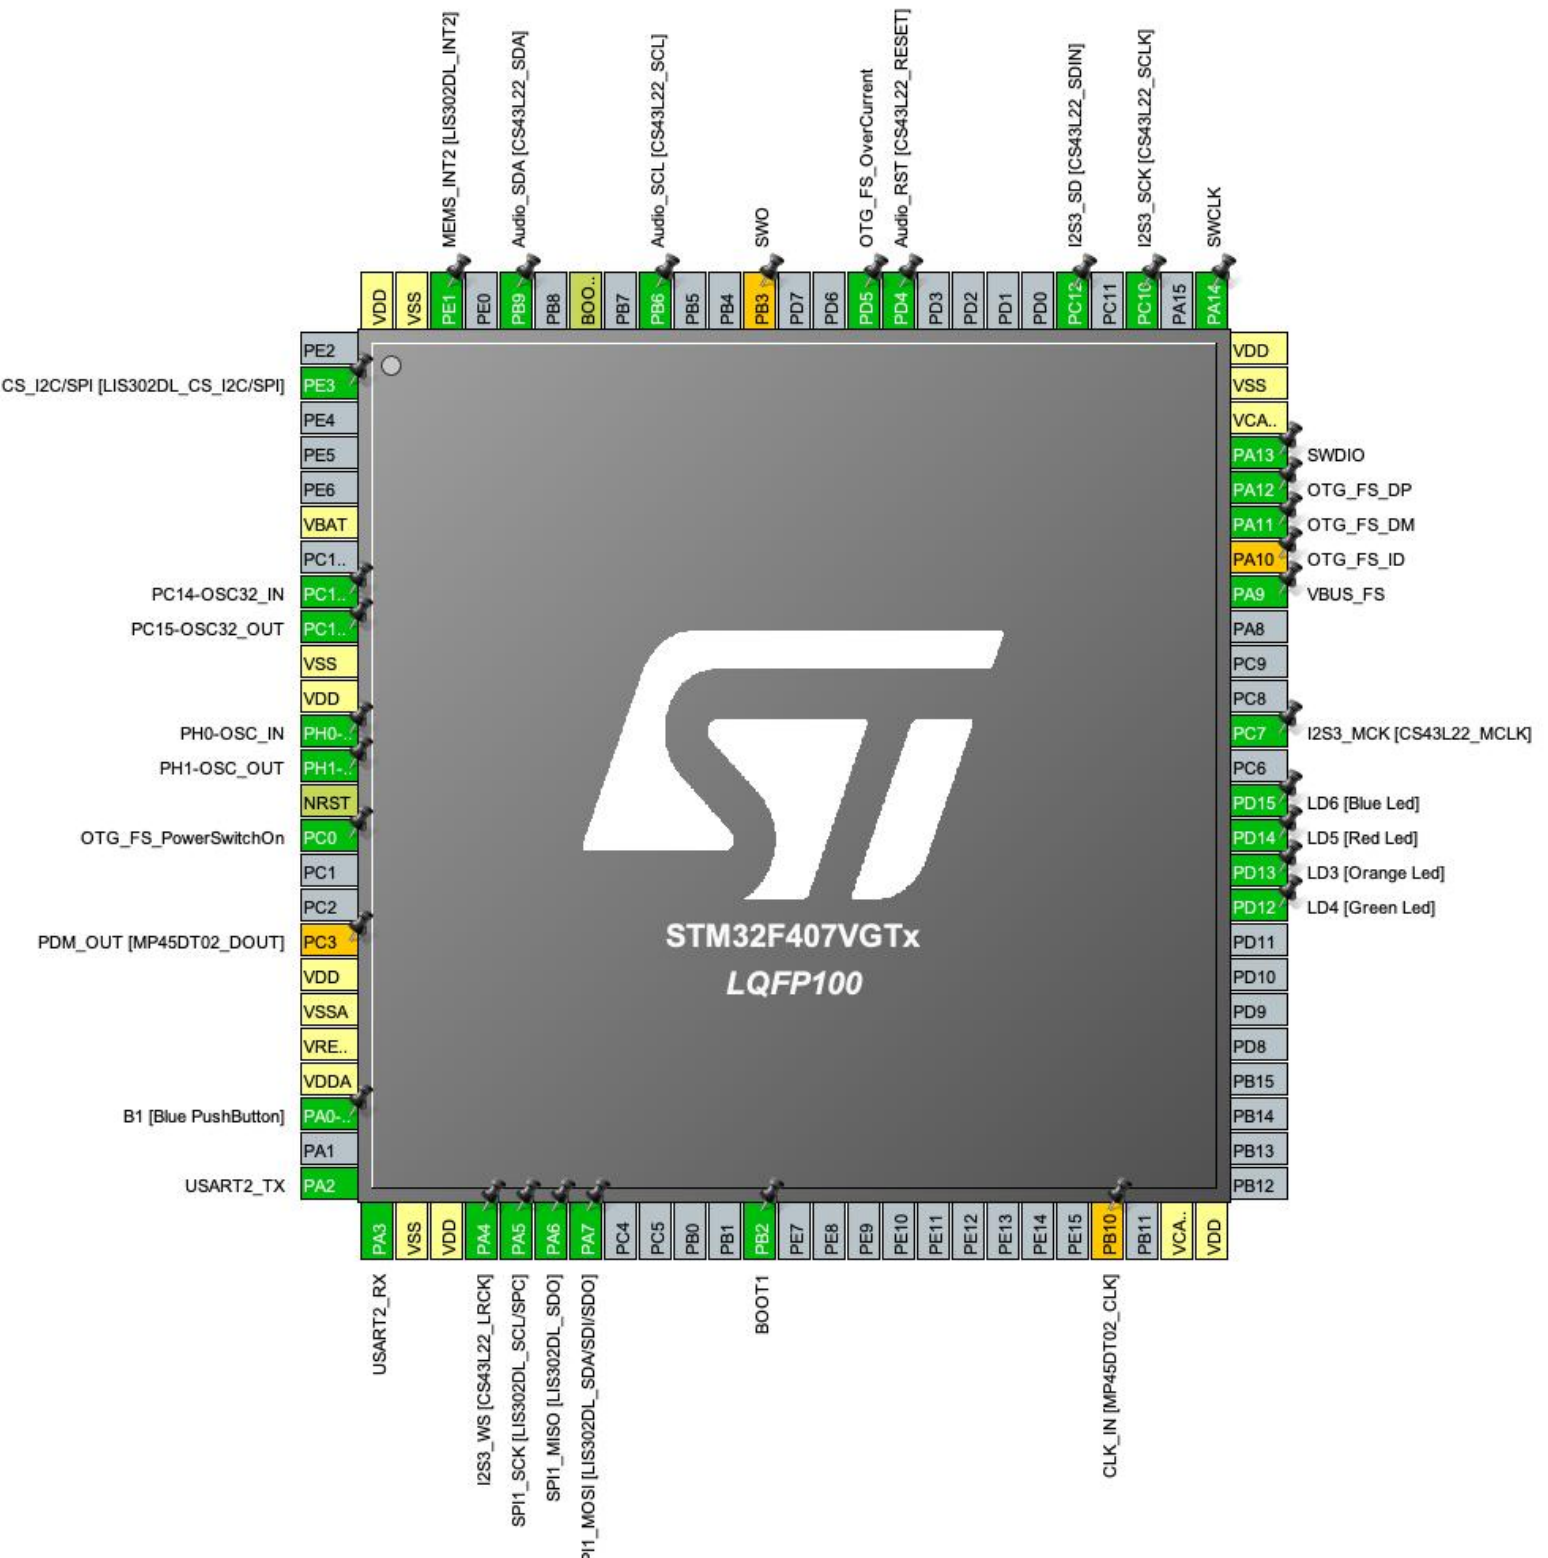 MEMS_INT2 [LIS302DL_INT2]
Audio_SDA [CS43L22_SDA]
Audio_SCL [CS43L22_SCL]
SWO
OTG_FS_OverCurrent
Audio_RST [CS43L22_RESET]
I2S3_SD [CS43L22_SDIN]
I2S3_SCK [CS43L22_SCLK]
SWCLK
VDD
VSS
PE1
PE0
PB9
PB8
BOO..
PB7
PB6
PB5
PB4
PB3
PD7
PD6
PD5
PD4
PD3
PD2
PD1
PD0
PC12
PC11
PC10
PA15
PA14
PE2
CS_I2C/SPI [LIS302DL_CS_I2C/SPI]
PE3
PE4
PE5
PE6
VBAT
PC1..
PC14-OSC32_IN
PC1..
PC15-OSC32_OUT
PC1..
VSS
VDD
PH0-OSC_IN
PH0-..
PH1-OSC_OUT
PH1-..
NRST
OTG_FS_PowerSwitchOn
PC0
PC1
PC2
PDM_OUT [MP45DT02_DOUT]
PC3
VDD
VSSA
VRE..
VDDA
B1 [Blue PushButton]
PA0-..
PA1
USART2_TX
PA2
ST
STM32F407VGTx
LQFP100
VDD
VSS
VCA..
PA13
SWDIO
PA12
OTG_FS_DP
PA11
OTG_FS_DM
PA10
OTG_FS_ID
PA9
VBUS_FS
PA8
PC9
PC8
PC7
I2S3_MCK [CS43L22_MCLK]
PC6
PD15
LD6 [Blue Led]
PD14
LD5 [Red Led]
PD13
LD3 [Orange Led]
PD12
LD4 [Green Led]
PD11
PD10
PD9
PD8
PB15
PB14
PB13
PB12
PA3
VSS
VDD
PA4
PA5
PA6
PA7
PC4
PC5
PB0
PB1
PB2
PE7
PE8
PE9
PE10
PE11
PE12
PE13
PE14
PE15
PB10
PB11
VCA..
VDD
USART2_RX
I2S3_WS [CS43L22_LRCK]
SPI1_SCK [LIS302DL_SCL/SPC]
SPI1_MISO [LIS302DL_SDO]
PI1_MOSI [LIS302DL_SDA/SDI/SDO]
BOOT1
CLK_IN [MP45DT02_CLK]